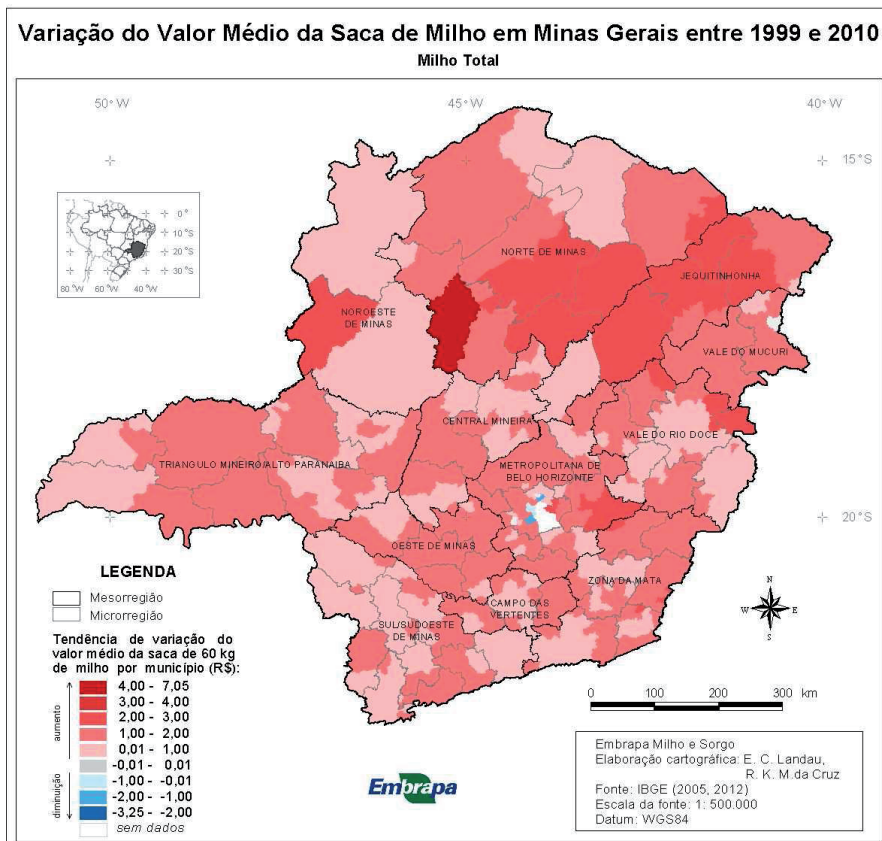 Variação do Valor Médio da Saca de Milho em Minas Gerais entre 1999 e 2010
Milho Total
50° W
45° W
40° W
15°S
20°S
0°
10°S
20°S
30°S
80°W
60°W
40°W
NORTE DE MINAS
JEQUITINHONHA
NOROESTE
DE MINAS
VALE DO MUCURI
CENTRAL MINEIRA
VALE DO RIO DOCE
TRIANGULO MINEIRO/ALTO PARANAIBA
METROPOLITANA DE
BELO HORIZONTE
OESTE DE MINAS
ZONA DA MATA
CAMPO DAS
VERTENTES
SUL/SUDOESTE
DE MINAS
LEGENDA
Mesorregião
Microrregião
Tendência de variação do
valor médio da saca de 60 kg
de milho por município (R$):
aumento
4,00 - 7,05
3,00 - 4,00
2,00 - 3,00
1,00 - 2,00
0,01 - 1,00
-0,01 - 0,01
diminuição
-1,00 - -0,01
-2,00 - -1,00
-3,25 - -2,00
sem dados
N
W E
S
0 100 200 300 km
Embrapa
Embrapa Milho e Sorgo
Elaboração cartográfica: E. C. Landau,
R. K. M.da Cruz
Fonte: IBGE (2005, 2012)
Escala da fonte: 1: 500.000
Datum: WGS84